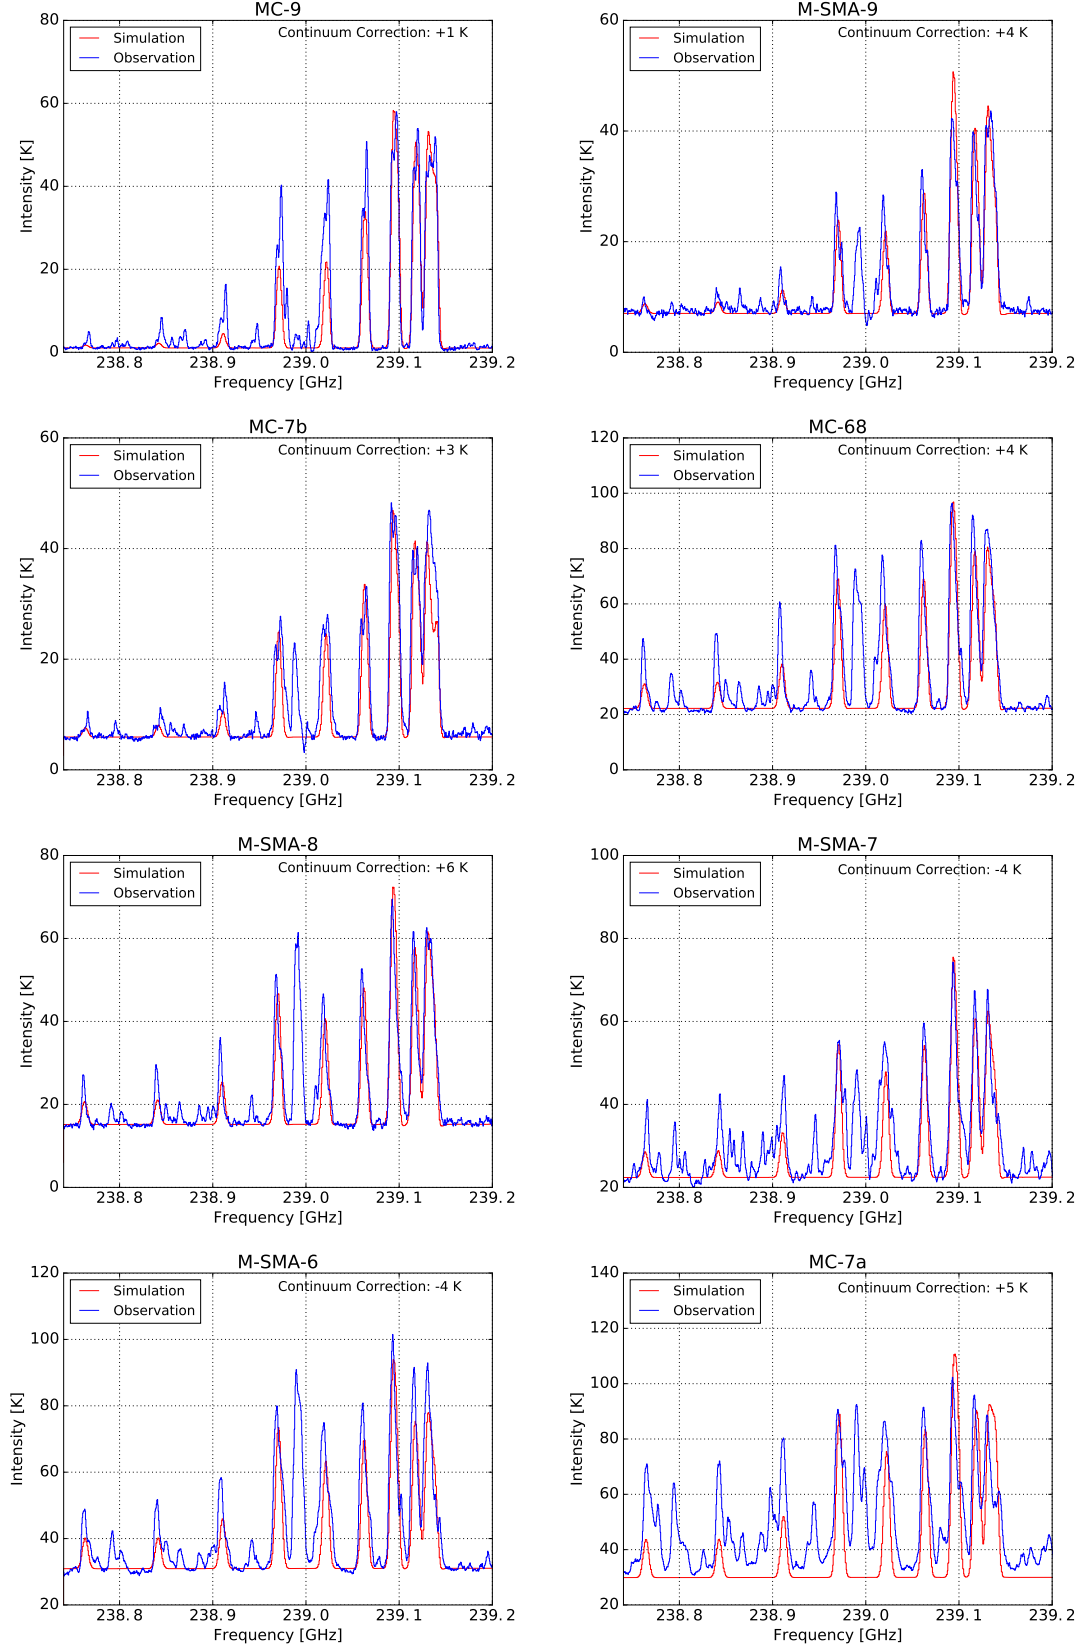 MC-9
Simulation
Observation
Continuum Correction: +1 K
Intensity [K]
80
60
40
20
0
238.8 238.9 239.0 239.1 239.2
Frequency [GHz]
M-SMA-9
Simulation
Observation
Continuum Correction: +4 K
Intensity [K]
60
40
20
0
238.8 238.9 239.0 239.1 239.2
Frequency [GHz]
MC-7b
Simulation
Observation
Continuum Correction: +3 K
Intensity [K]
60
40
20
0
238.8 238.9 239.0 239.1 239.2
Frequency [GHz]
MC-68
Simulation
Observation
Continuum Correction: +4 K
Intensity [K]
120
100
80
60
40
20
0
238.8 238.9 239.0 239.1 239.2
Frequency [GHz]
M-SMA-8
Simulation
Observation
Continuum Correction: +6 K
Intensity [K]
80
60
40
20
0
238.8 238.9 239.0 239.1 239.2
Frequency [GHz]
M-SMA-7
Simulation
Observation
Continuum Correction: -4 K
Intensity [K]
100
80
60
40
20
238.8 238.9 239.0 239.1 239.2
Frequency [GHz]
M-SMA-6
Simulation
Observation
Continuum Correction: -4 K
Intensity [K]
120
100
80
60
40
20
238.8 238.9 239.0 239.1 239.2
Frequency [GHz]
MC-7a
Simulation
Observation
Continuum Correction: +5 K
Intensity [K]
140
120
100
80
60
40
20
238.8 238.9 239.0 239.1 239.2
Frequency [GHz]